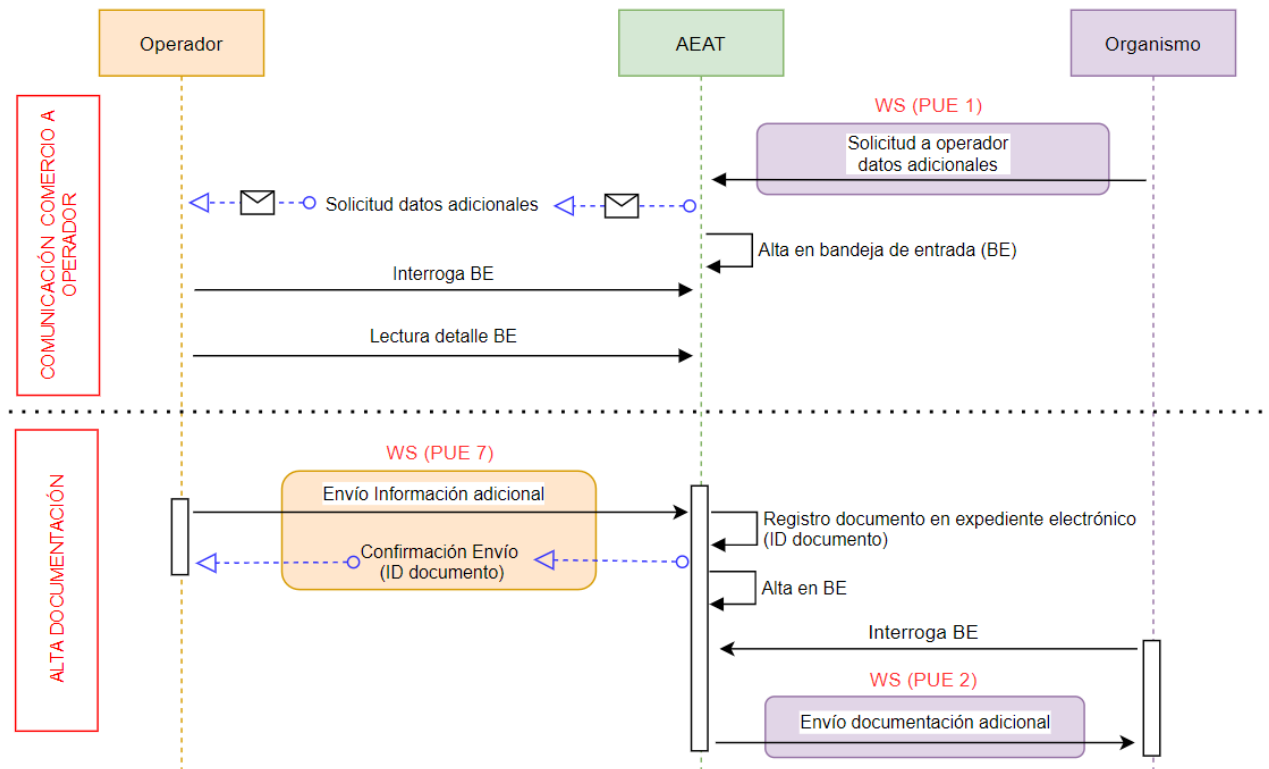 Operador
AEAT
Organismo
COMUNICACIÓN COMERCIO A
OPERADOR
WS (PUE 1)
Solicitud a operador
datos adicionales
Solicitud datos adicionales
Alta en bandeja de entrada (BE)
Interroga BE
Lectura detalle BE
ALTA DOCUMENTACIÓN
WS (PUE 7)
Envío Información adicional
Registro documento en expediente electrónico
(ID documento)
Confirmación Envío
(ID documento)
Alta en BE
Interroga BE
WS (PUE 2)
Envío documentación adicional